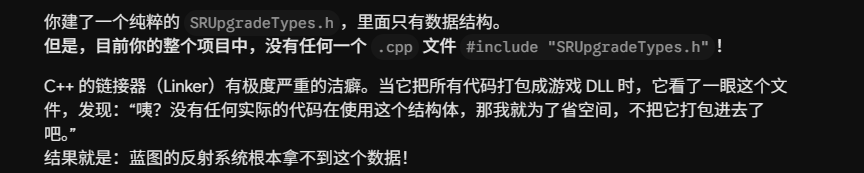 你建了一个纯粹的 SRUpgradeTypes.h，里面只有数据结构。
但是，目前你的整个项目中，没有任何一个 .cpp 文件 #include "SRUpgradeTypes.h"！
C++ 的链接器（Linker）有极度严重的洁癖。当它把所有代码打包成游戏 DLL 时，它看了一眼这个文
件，发现：“咦？没有任何实际的代码在使用这个结构体，那我就为了省空间，不把它打包进去了
吧。”
结果就是：蓝图的反射系统根本拿不到这个数据！